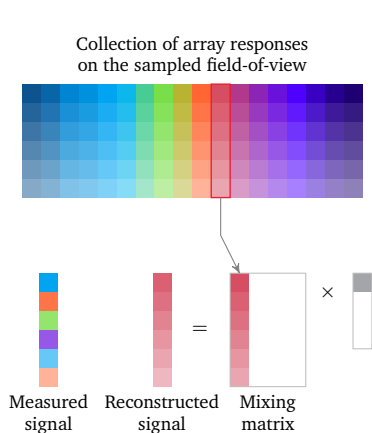 Collection of array responses
on the sampled field-of-view
×
=
Measured
signal
Reconstructed
signal
Mixing
matrix